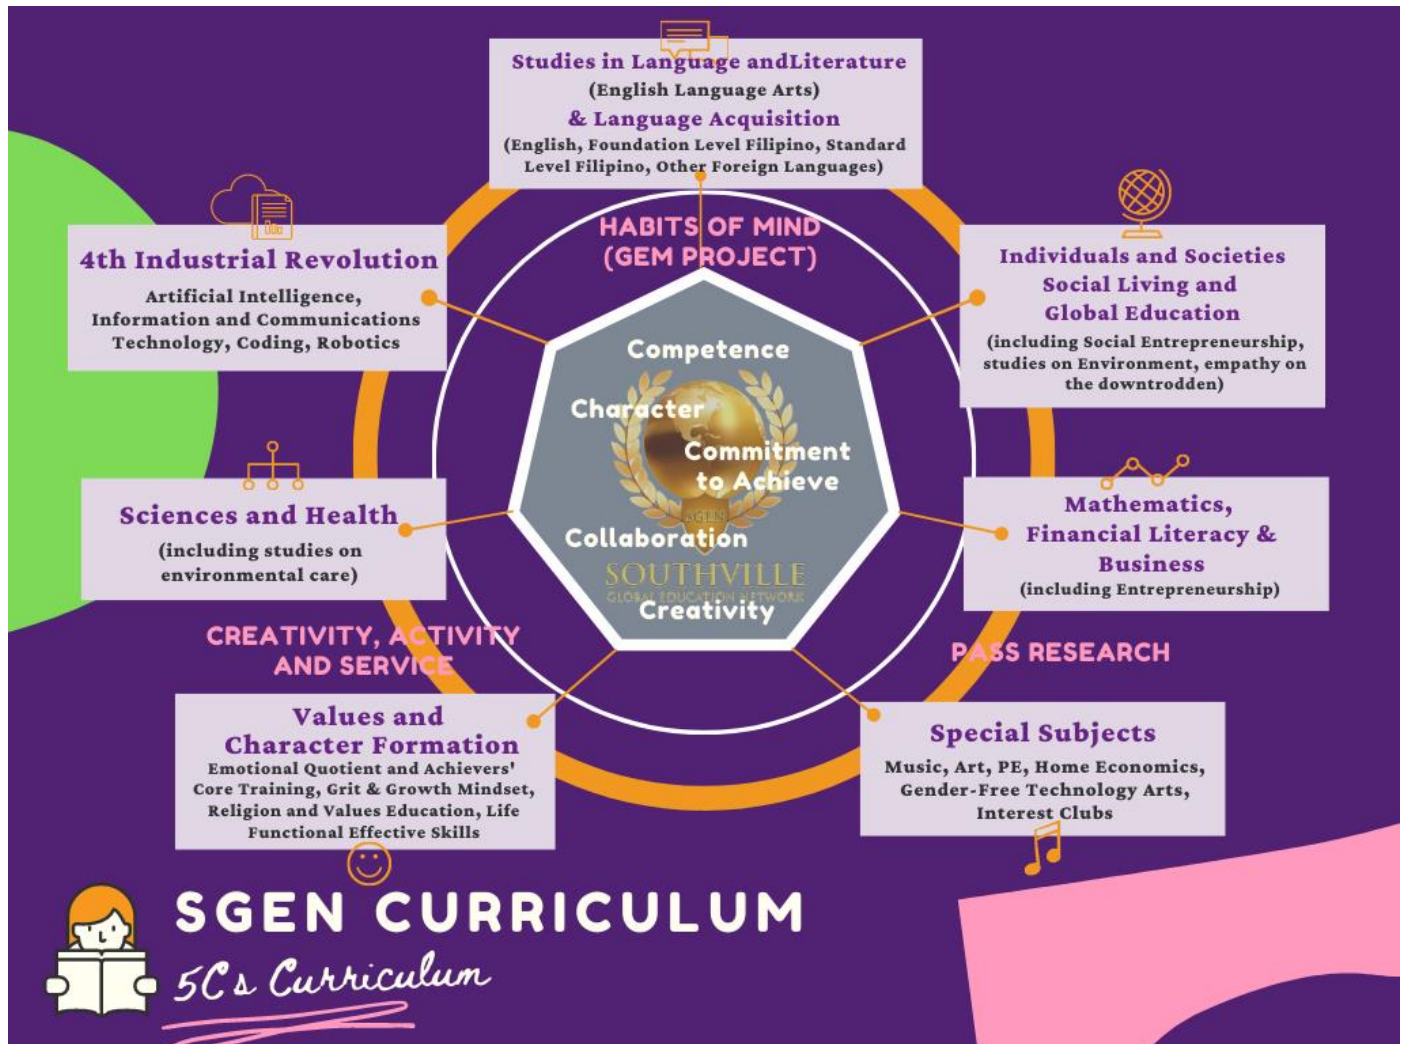 Studies in Language andLiterature
(English Language Arts)
& Language Acquisition
(English, Foundation Level Filipino, Standard
Level Filipino, Other Foreign Languages)
HABITS OF MIND
(GEM PROJECT)
4th Industrial Revolution
Artificial Intelligence,
Information and Communications
Technology, Coding, Robotics
Individuals and Societies
Social Living and
Global Education
(including Social Entrepreneurship,
studies on Environment, empathy on
the downtrodden)
Competence
Character
Commitment
to Achieve
SGEN
Collaboration
SOUTHVILLE
GLOBAL EDUCATION NETWORK
Creativity
Sciences and Health
(including studies on
environmental care)
Mathematics,
Financial Literacy &
Business
(including Entrepreneurship)
CREATIVITY, ACTIVITY
AND SERVICE
PASS RESEARCH
Values and
Character Formation
Emotional Quotient and Achievers'
Core Training, Grit & Growth Mindset,
Religion and Values Education, Life
Functional Effective Skills
Special Subjects
Music, Art, PE, Home Economics,
Gender-Free Technology Arts,
Interest Clubs
SGEN CURRICULUM
5Cs Curriculum